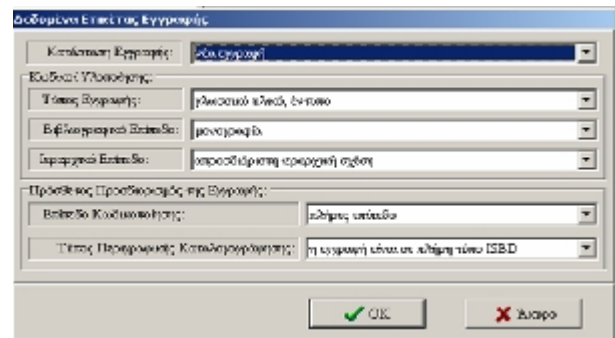 Δεδομένα Ετικέτας Εγγραφής
Κατάσταση Εγγραφής: νέα εγγραφή
Κωδικοί Υλοποίησης:
Τύπος Εγγραφής: γλωσσικό υλικό, έντυπο
Βιβλιογραφικό Επίπεδο: μονογραφία
Ιεραρχικό Επίπεδο: απροσδιόριστη ιεραρχική σχέση
Πρόσθετος Προσδιορισμός της Εγγραφής:
Επίπεδο Κωδικοποίησης: πλήρες επίπεδο
Τύπος Περιγραφικής Καταλογογράφησης: η εγγραφή είναι σε πλήρη τύπο ISBD
OK Άκυρο